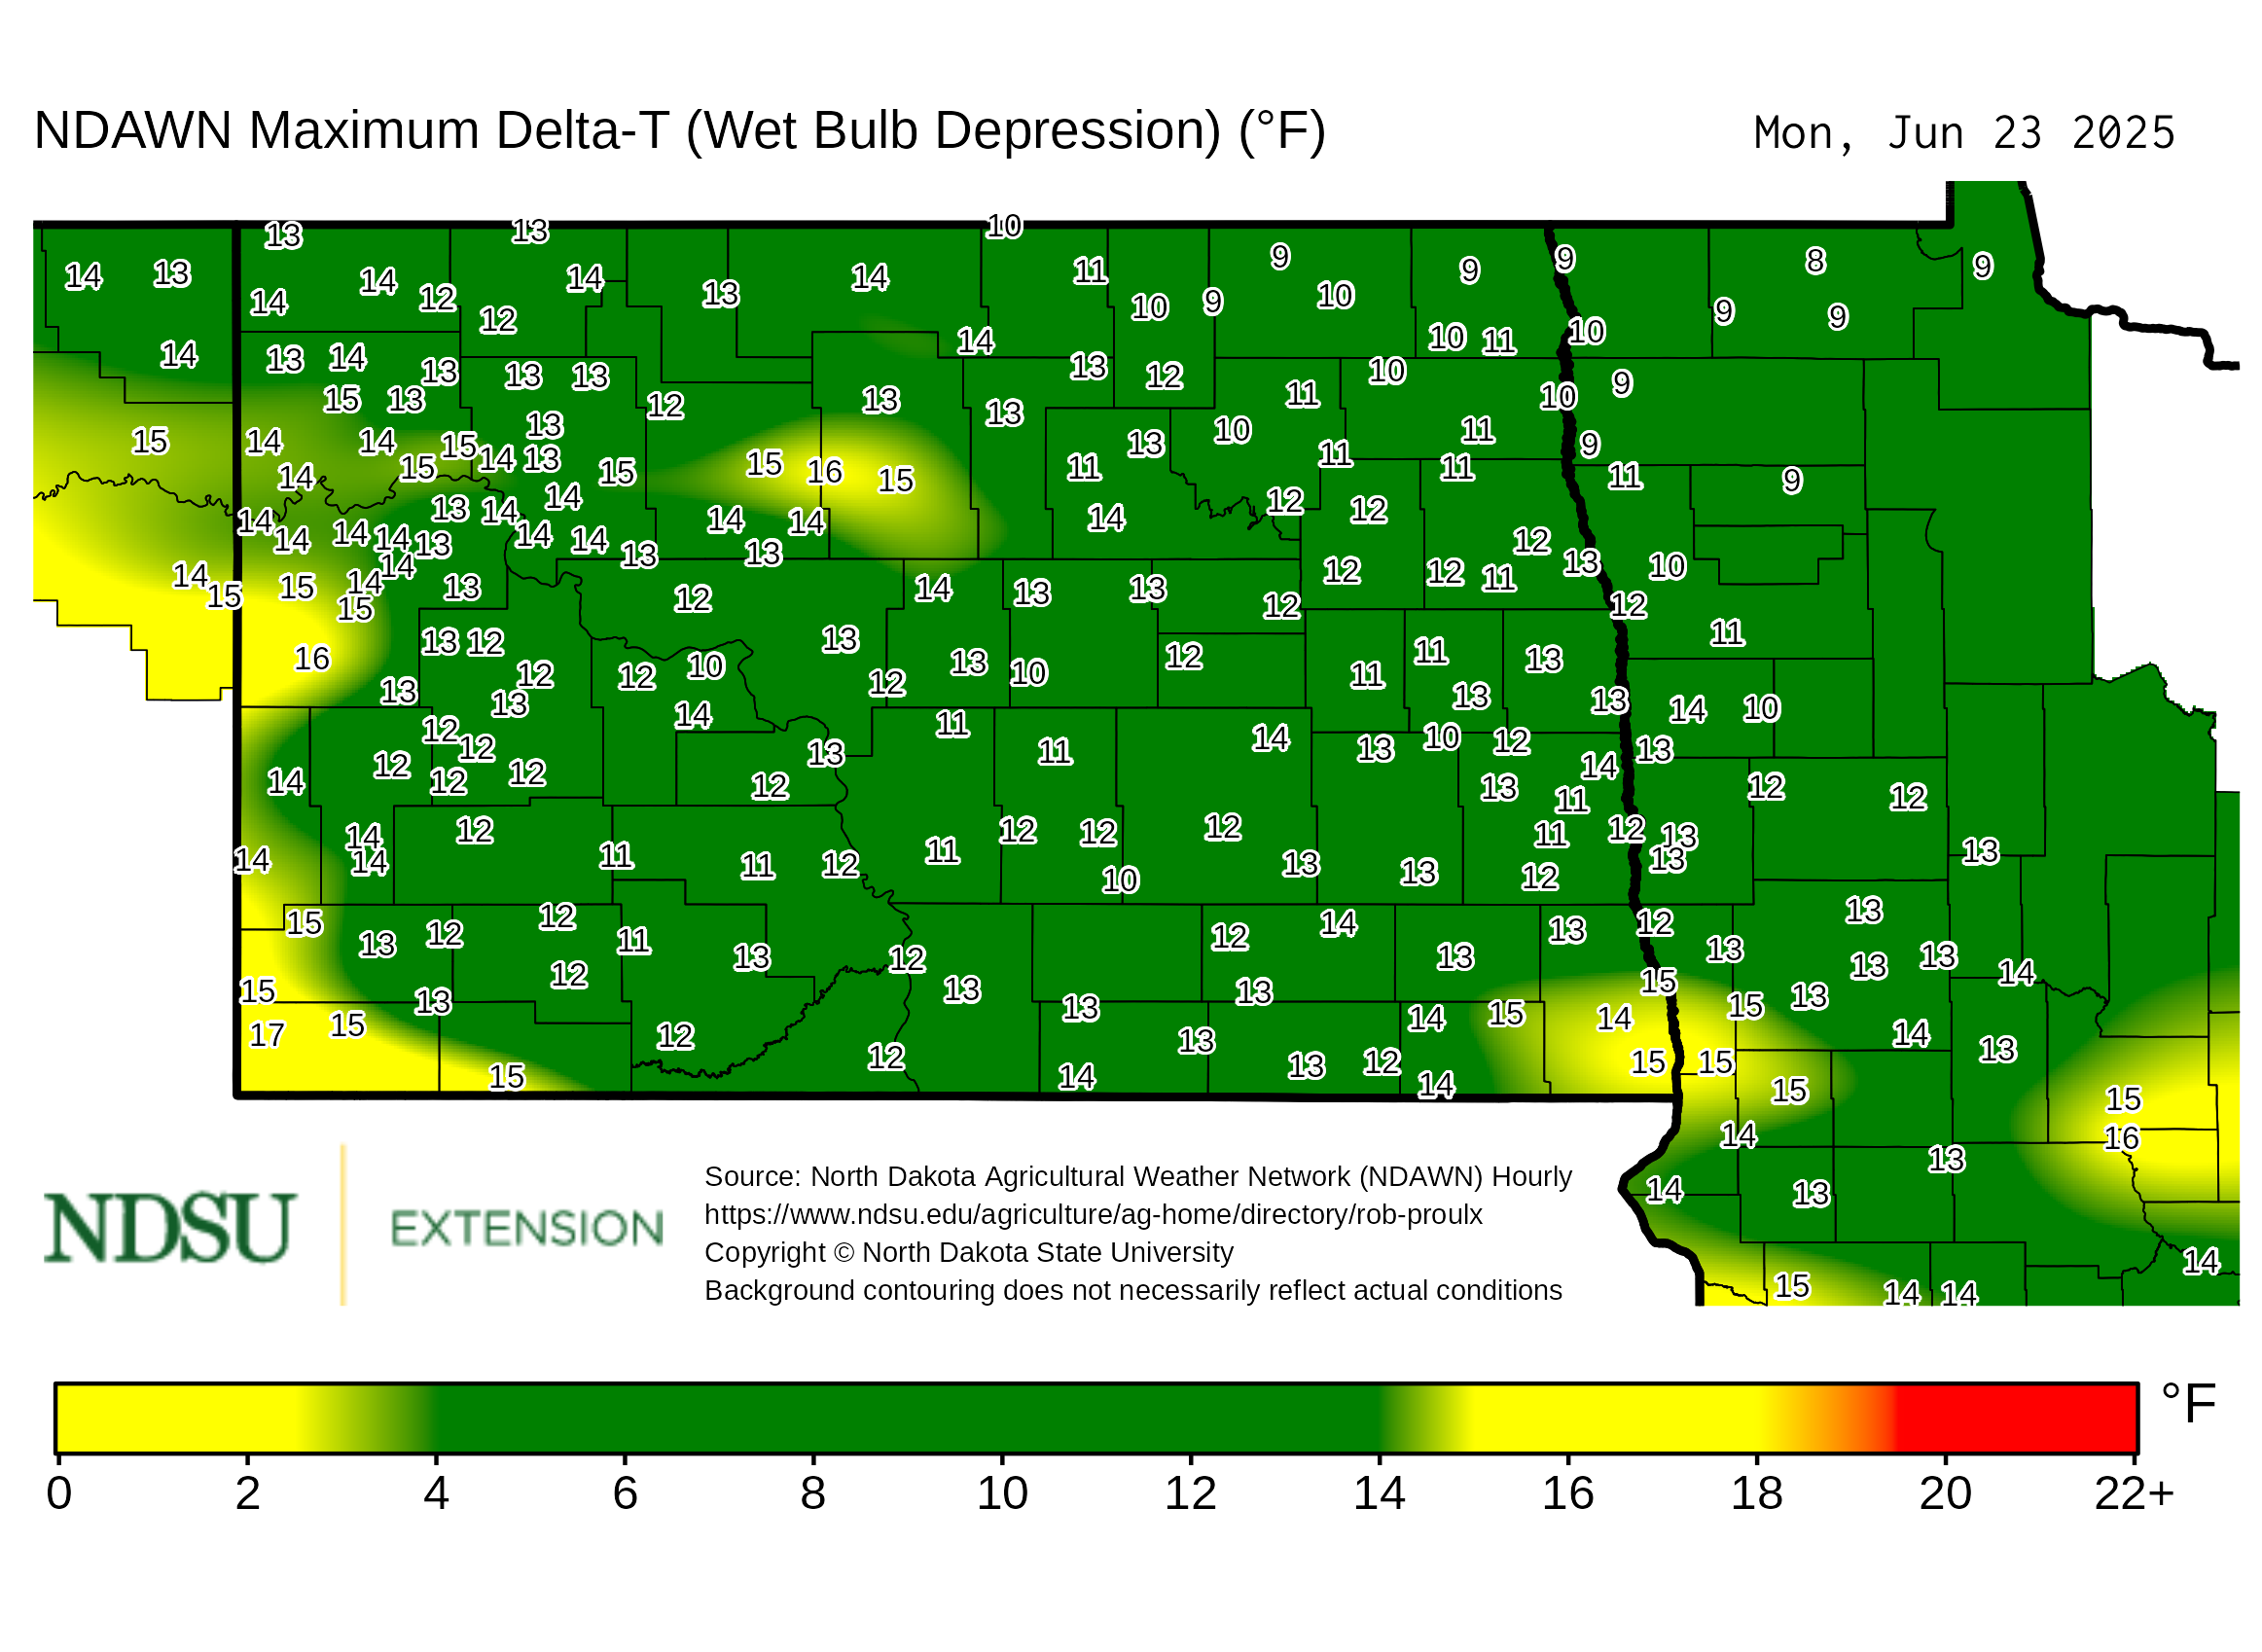 NDAWN Maximum Delta-T (Wet Bulb Depression) (°F)
Mon, Jun 23 2025
13 13 10
14 13 14 12 14 13 14 11 9 9 9 8 9
14 12 10 9 10 9 9
14 13 14 13 13 13 14 13 12 10 11 10 10 9
15 13 12 13 13 11 10
15 14 14 15 13 13 10 11 11 9
14 15 14 13 15 15 16 15 11 11 11 11 9
13 14 14 14 14 14 12 12
14 14 14 14 13 14 14 13 13 12 13 10
14 15 15 14 14 15 13 12 14 13 13 12 12 12 11 12
16 13 12 13 13 12 11 13 11
13 12 13 12 10 12 10 11 13 13 14 10
12 12 14 13 11 11 14 13 10 12 13
14 12 12 12 12 13 14 11 12 12
14 14 14 12 11 11 12 11 12 12 12 13 11 12 13 13 13
10 13 12
15 13 12 12 11 13 12 12 14 13 12 13 13
15 13 12 13 13 13 15 15 13 13 13 14
17 15 12 12 13 13 14 15 14 14 13
15 14 13 12 14 15 15 15 15
14 16
14 13 13
15 14 14 14
NDSU
EXTENSION
Source: North Dakota Agricultural Weather Network (NDAWN) Hourly
https://www.ndsu.edu/agriculture/ag-home/directory/rob-proulx
Copyright © North Dakota State University
Background contouring does not necessarily reflect actual conditions
°F
0 2 4 6 8 10 12 14 16 18 20 22+